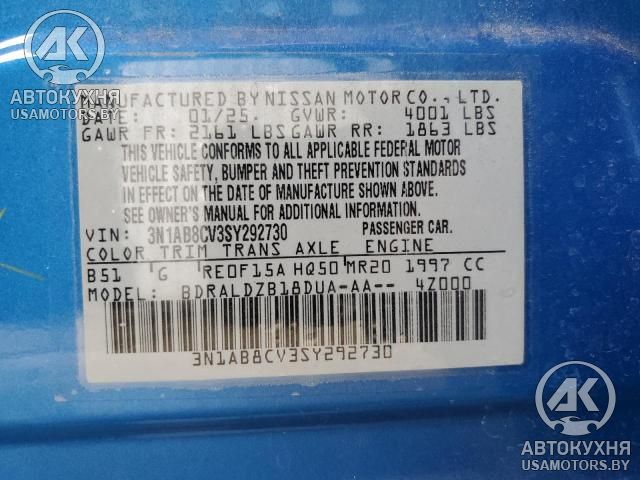 AK
АВТОКУХНЯ
USAMOTORS.BY
MANUFACTURED BY NISSAN MOTOR CO., LTD.
DATE: 01/25. GVWR: 4001 LBS
GAWR FR: 2161 LBS GAWR RR: 1863 LBS
THIS VEHICLE CONFORMS TO ALL APPLICABLE FEDERAL MOTOR
VEHICLE SAFETY, BUMPER AND THEFT PREVENTION STANDARDS
IN EFFECT ON THE DATE OF MANUFACTURE SHOWN ABOVE.
SEE OWNER'S MANUAL FOR ADDITIONAL INFORMATION.
VIN: 3N1AB8CV3SY292730 PASSENGER CAR.
COLOR TRIM TRANS AXLE ENGINE
B51 G RE0F15A HQ50 MR20 1997 CC
MODEL: BDRALDZB18DUA-AA-- 4Z000
3N1AB8CV3SY292730
AK
АВТОКУХНЯ
USAMOTORS.BY